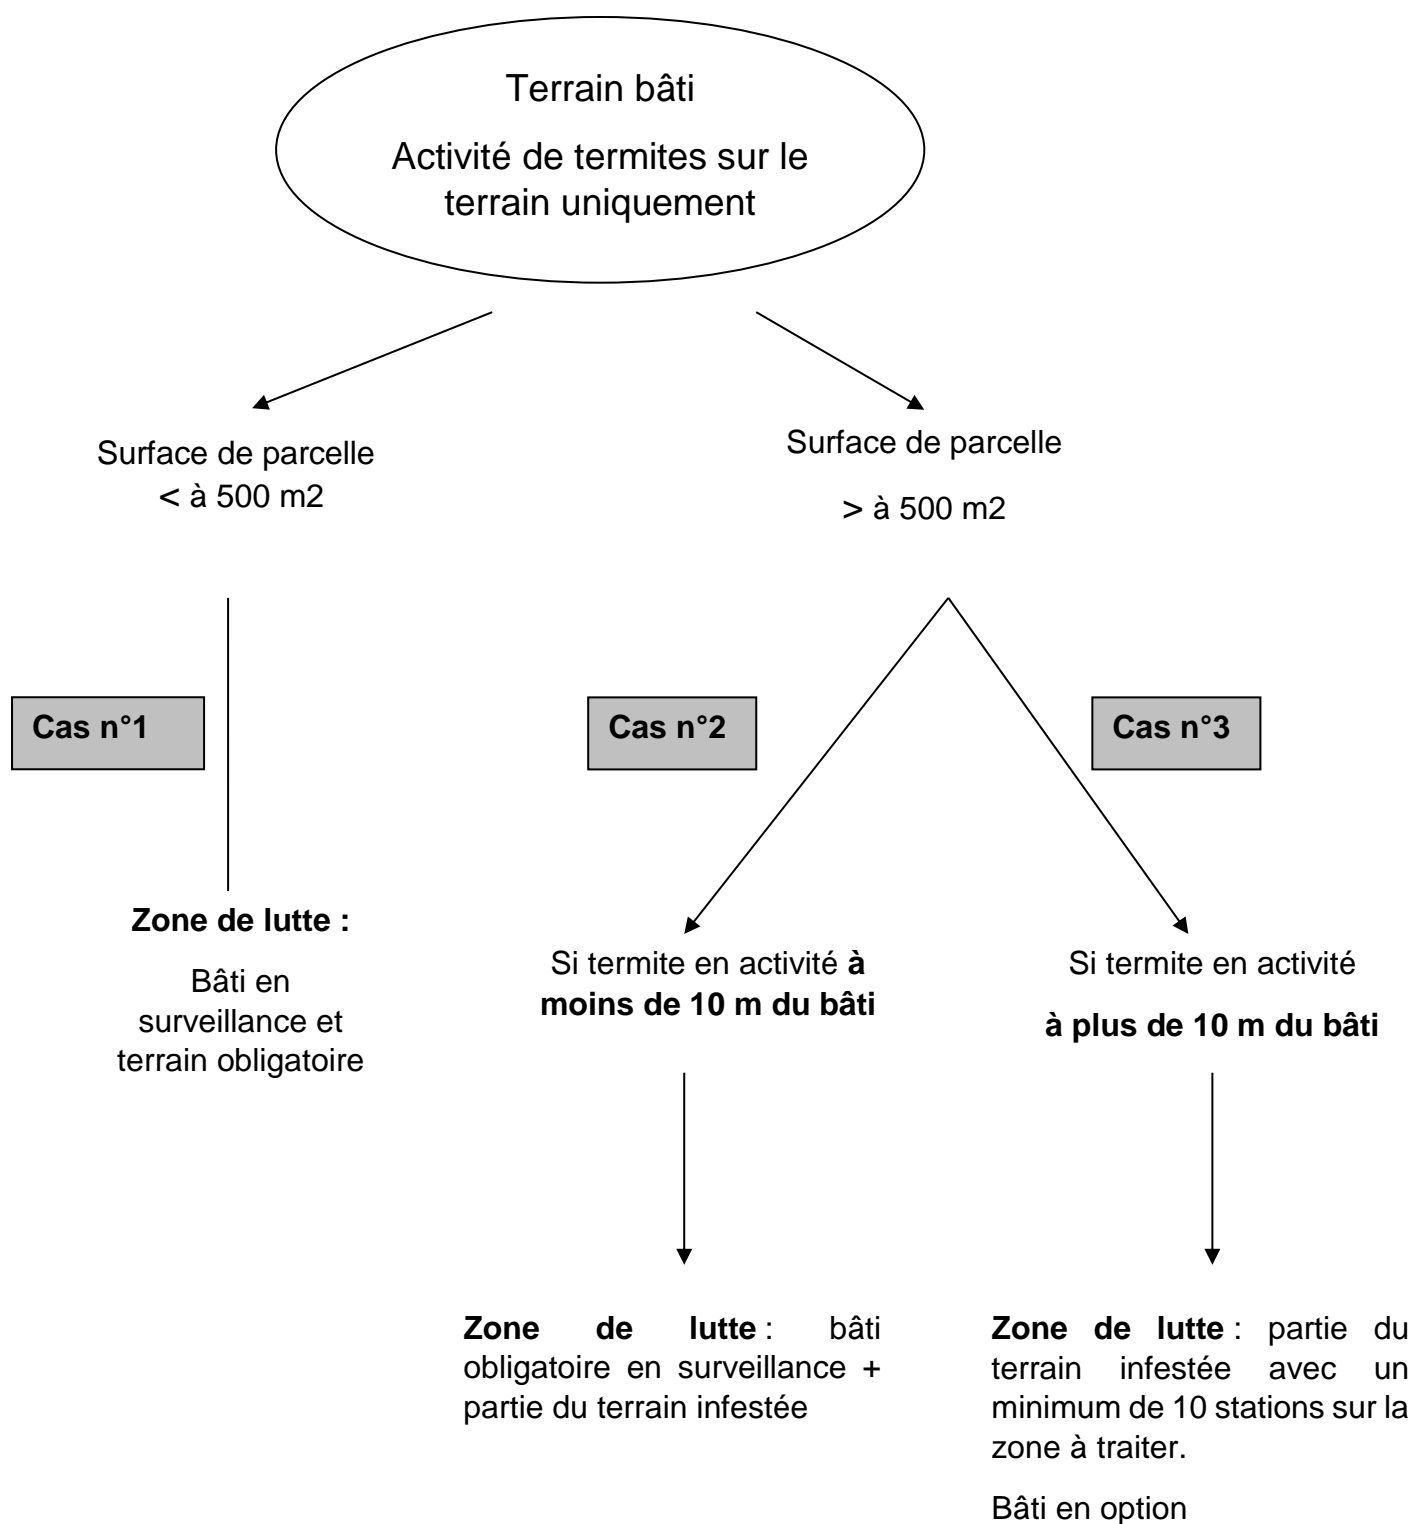 Terrain bâti
Activité de termites sur le
terrain uniquement
Surface de parcelle
< à 500 m2
Surface de parcelle
> à 500 m2
Cas n°1
Cas n°2
Cas n°3
Zone de lutte :
Bâti en
surveillance et
terrain obligatoire
Si termite en activité à
moins de 10 m du bâti
Si termite en activité
à plus de 10 m du bâti
Zone de lutte : bâti
obligatoire en surveillance +
partie du terrain infestée
Zone de lutte : partie du
terrain infestée avec un
minimum de 10 stations sur la
zone à traiter.
Bâti en option